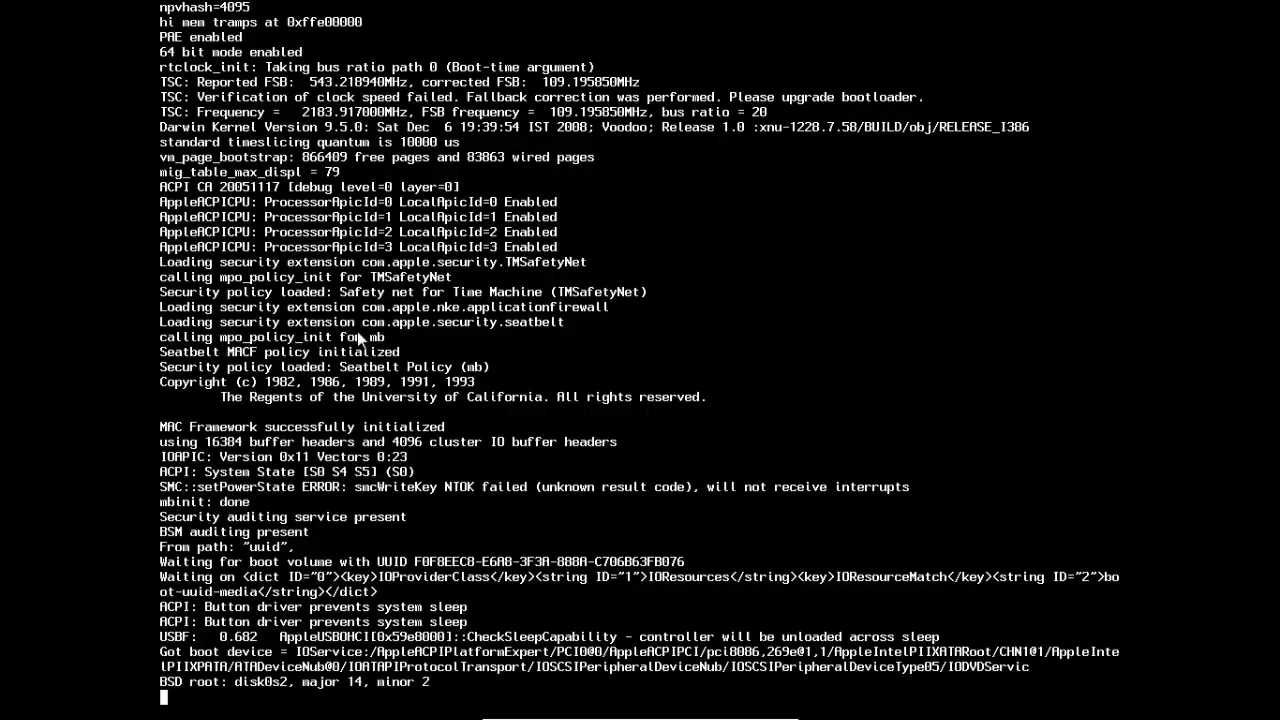 npvhash=4095
hi mem tramps at 0xffe00000
PAE enabled
64 bit mode enabled
rtclock_init: Taking bus ratio path 0 (Boot-time argument)
TSC: Reported FSB:  543.218940MHz, corrected FSB:  109.195850MHz
TSC: Verification of clock speed failed. Fallback correction was performed. Please upgrade bootloader.
TSC: Frequency =   2183.917000MHz, FSB frequency =  109.195850MHz, bus ratio = 20
Darwin Kernel Version 9.5.0: Sat Dec  6 19:39:54 IST 2008; Voodoo; Release 1.0 :xnu-1228.7.58/BUILD/obj/RELEASE_I386
standard timeslicing quantum is 10000 us
vm_page_bootstrap: 866409 free pages and 83863 wired pages
mig_table_max_displ = 79
ACPI CA 20051117 [debug level=0 layer=0]
AppleACPICPU: ProcessorApicId=0 LocalApicId=0 Enabled
AppleACPICPU: ProcessorApicId=1 LocalApicId=1 Enabled
AppleACPICPU: ProcessorApicId=2 LocalApicId=2 Enabled
AppleACPICPU: ProcessorApicId=3 LocalApicId=3 Enabled
Loading security extension com.apple.security.TMSafetyNet
calling mpo_policy_init for TMSafetyNet
Security policy loaded: Safety net for Time Machine (TMSafetyNet)
Loading security extension com.apple.nke.applicationfirewall
Loading security extension com.apple.security.seatbelt
calling mpo_policy_init for mb
Seatbelt MACF policy initialized
Security policy loaded: Seatbelt Policy (mb)
Copyright (c) 1982, 1986, 1989, 1991, 1993
The Regents of the University of California. All rights reserved.
MAC Framework successfully initialized
using 16384 buffer headers and 4096 cluster IO buffer headers
IOAPIC: Version 0x11 Vectors 0:23
ACPI: System State [S0 S4 S5] (S0)
SMC::setPowerState ERROR: smcWriteKey NTOK failed (unknown result code), will not receive interrupts
mbinit: done
Security auditing service present
BSM auditing present
From path: "uuid",
Waiting for boot volume with UUID F0F8EEC8-E6A8-3F3A-888A-C706B63FB076
Waiting on <dict ID="0"><key>IOProviderClass</key><string ID="1">IOResources</string><key>IOResourceMatch</key><string ID="2">bo
ot-uuid-media</string></dict>
ACPI: Button driver prevents system sleep
ACPI: Button driver prevents system sleep
USBF:   0.682   AppleUSBOHCI[0x59e8000]::CheckSleepCapability - controller will be unloaded across sleep
Got boot device = IOService:/AppleACPIPlatformExpert/PCI0@0/AppleACPIPCI/pci8086,269e@1,1/AppleIntelPIIXATARoot/CHN1@1/AppleInte
lPIIXPATA/ATADeviceNub@0/IOATAPIProtocolTransport/IOSCSIPeripheralDeviceNub/IOSCSIPeripheralDeviceType05/IODVDServic
BSD root: disk0s2, major 14, minor 2